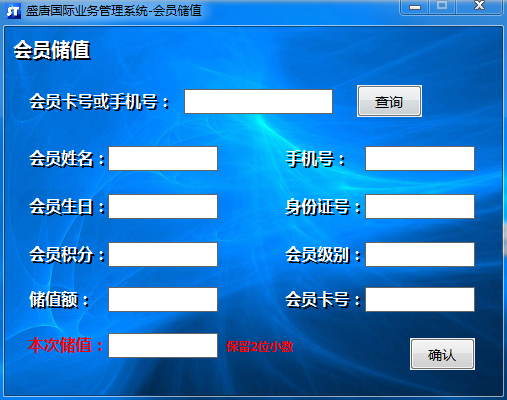 ST 盛唐国际业务管理系统-会员储值
会员储值
会员卡号或手机号： 查询
会员姓名： 手机号：
会员生日： 身份证号：
会员积分： 会员级别：
储值额： 会员卡号：
本次储值： 保留2位小数
确认